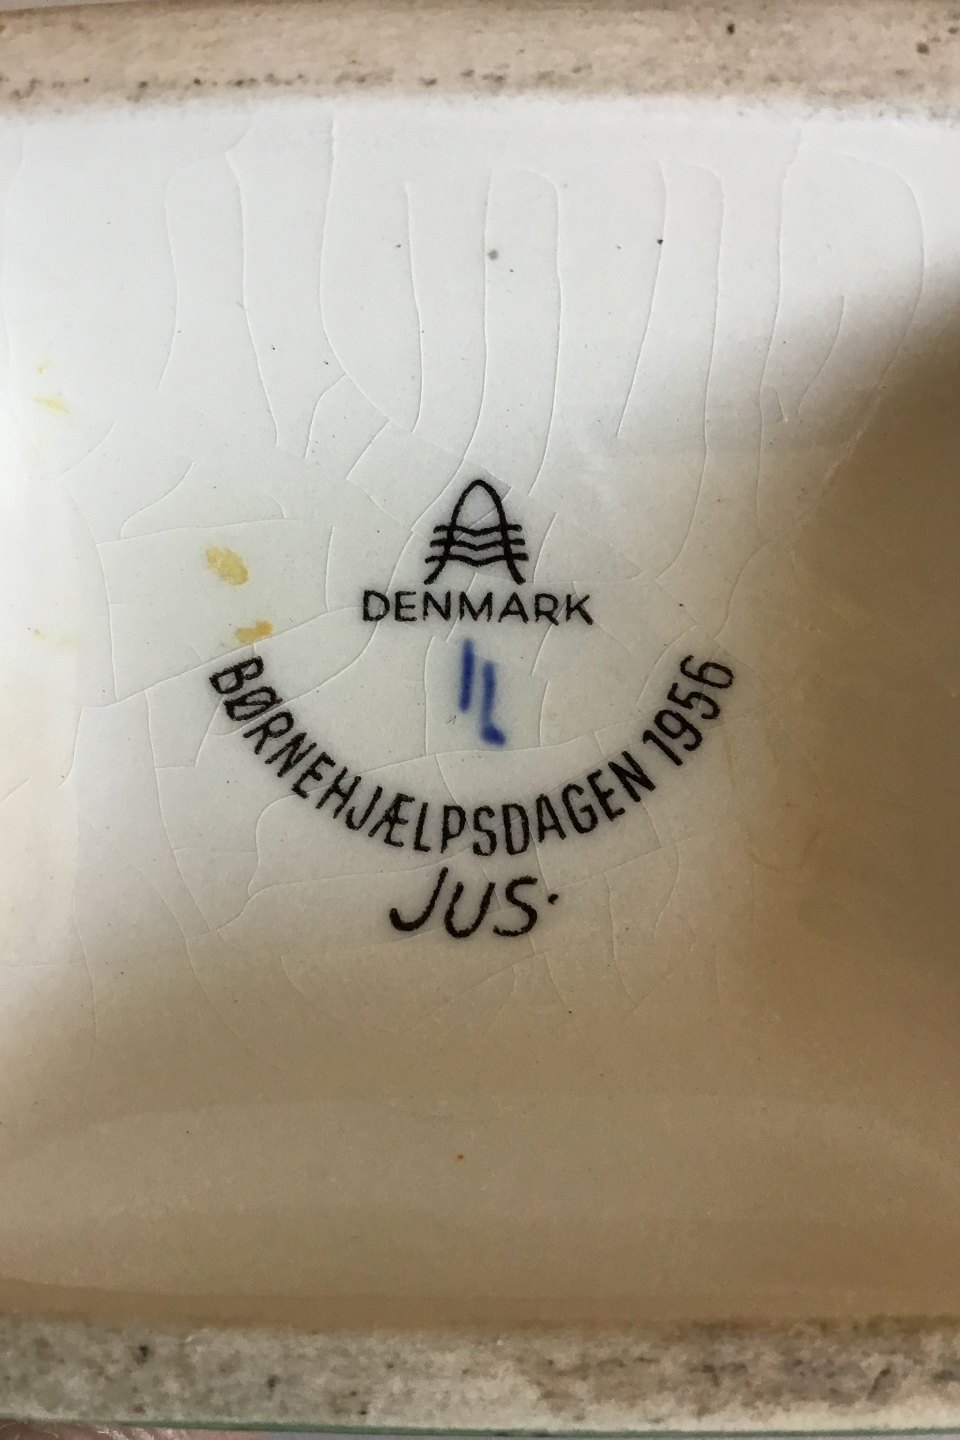 DENMARK
BØRNEHJÆLPSDAGEN 1956
JUS.